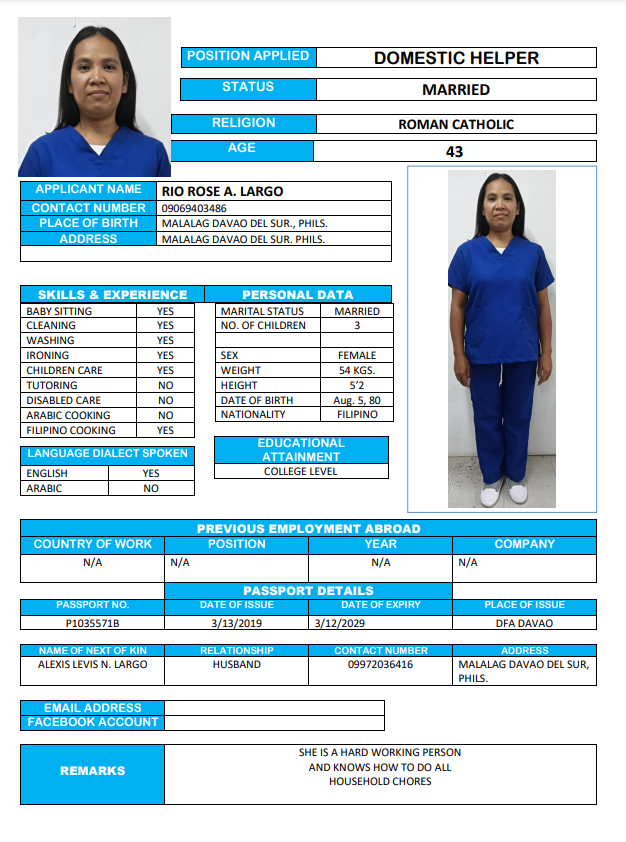 POSITION APPLIED DOMESTIC HELPER
STATUS MARRIED
RELIGION ROMAN CATHOLIC
AGE 43
APPLICANT NAME RIO ROSE A. LARGO
CONTACT NUMBER 09069403486
PLACE OF BIRTH MALALAG DAVAO DEL SUR., PHILS.
ADDRESS MALALAG DAVAO DEL SUR. PHILS.
SKILLS & EXPERIENCE PERSONAL DATA
BABY SITTING YES MARITAL STATUS MARRIED
CLEANING YES NO. OF CHILDREN 3
WASHING YES
IRONING YES SEX FEMALE
CHILDREN CARE YES WEIGHT 54 KGS.
TUTORING NO HEIGHT 5'2
DISABLED CARE NO DATE OF BIRTH Aug. 5, 80
ARABIC COOKING NO NATIONALITY FILIPINO
FILIPINO COOKING YES
LANGUAGE DIALECT SPOKEN
ENGLISH YES
ARABIC NO
EDUCATIONAL
ATTAINMENT
COLLEGE LEVEL
PREVIOUS EMPLOYMENT ABROAD
COUNTRY OF WORK POSITION YEAR COMPANY
N/A N/A N/A N/A
PASSPORT DETAILS
PASSPORT NO. DATE OF ISSUE DATE OF EXPIRY PLACE OF ISSUE
P1035571B 3/13/2019 3/12/2029 DFA DAVAO
NAME OF NEXT OF KIN RELATIONSHIP CONTACT NUMBER ADDRESS
ALEXIS LEVIS N. LARGO HUSBAND 09972036416 MALALAG DAVAO DEL SUR,
PHILS.
EMAIL ADDRESS
FACEBOOK ACCOUNT
REMARKS
SHE IS A HARD WORKING PERSON
AND KNOWS HOW TO DO ALL
HOUSEHOLD CHORES